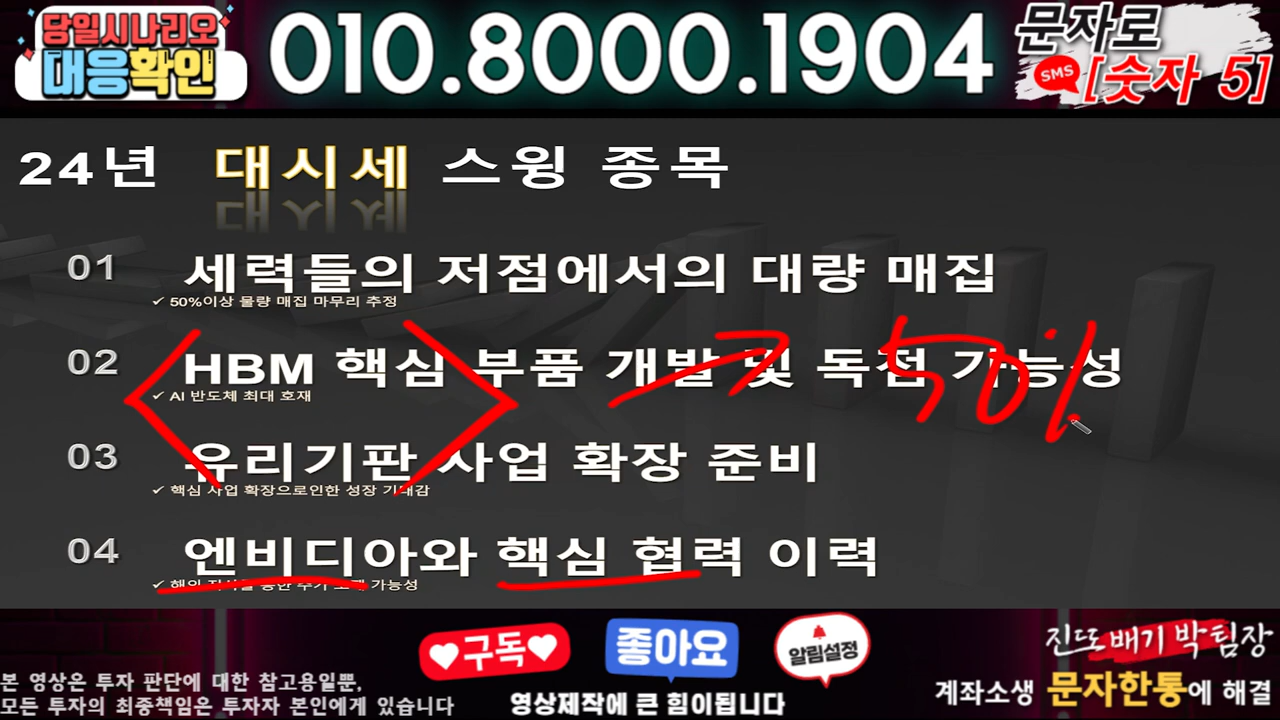 당일시나리오
대응확인
010.8000.1904
문자로
SMS
[숫자 5]
24년 대시세 스윙 종목
01 세력들의 저점에서의 대량 매집
✓ 50%이상 물량 매집 마무리 추정
02 HBM 핵심 부품 개발 및 독점 가능성
✓ AI 반도체 최대 호재
50%
03 유리기판 사업 확장 준비
✓ 핵심 사업 확장으로인한 성장 기대감
04 엔비디아와 핵심 협력 이력
✓ 통한 추가 가능성
구독
좋아요
알림설정
영상제작에 큰 힘이됩니다
본 영상은 투자 판단에 대한 참고용일뿐,
모든 투자의 최종책임은 투자자 본인에게 있습니다
진또배기 박팀장
계좌소생 문자한통에 해결